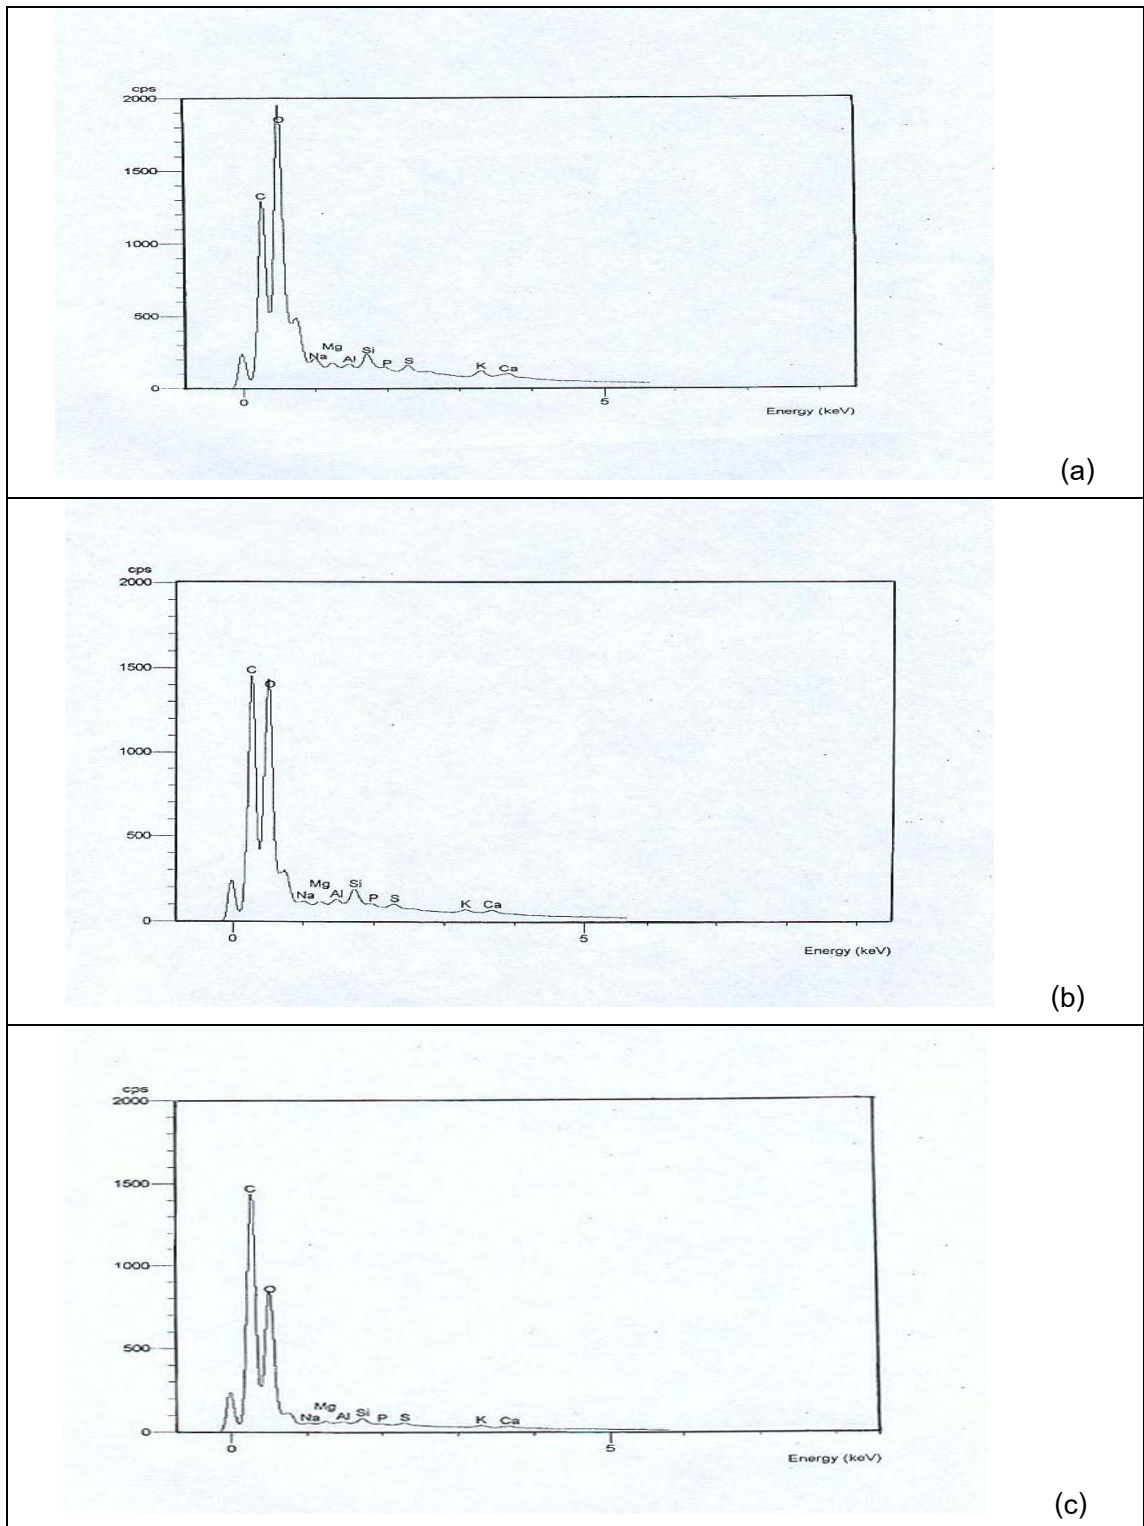 cps
2000
O
1500
C
1000
500
Mg
Na Al Si P S K Ca
0
0 5
Energy (keV)
(a)
cps
2000
1500
C O
1000
500
Mg
Na Al Si P S K Ca
0
0 5
Energy (keV)
(b)
cps
2000
1500
C
1000
O
500
Mg
Na Al Si P S K Ca
0
0 5
Energy (keV)
(c)